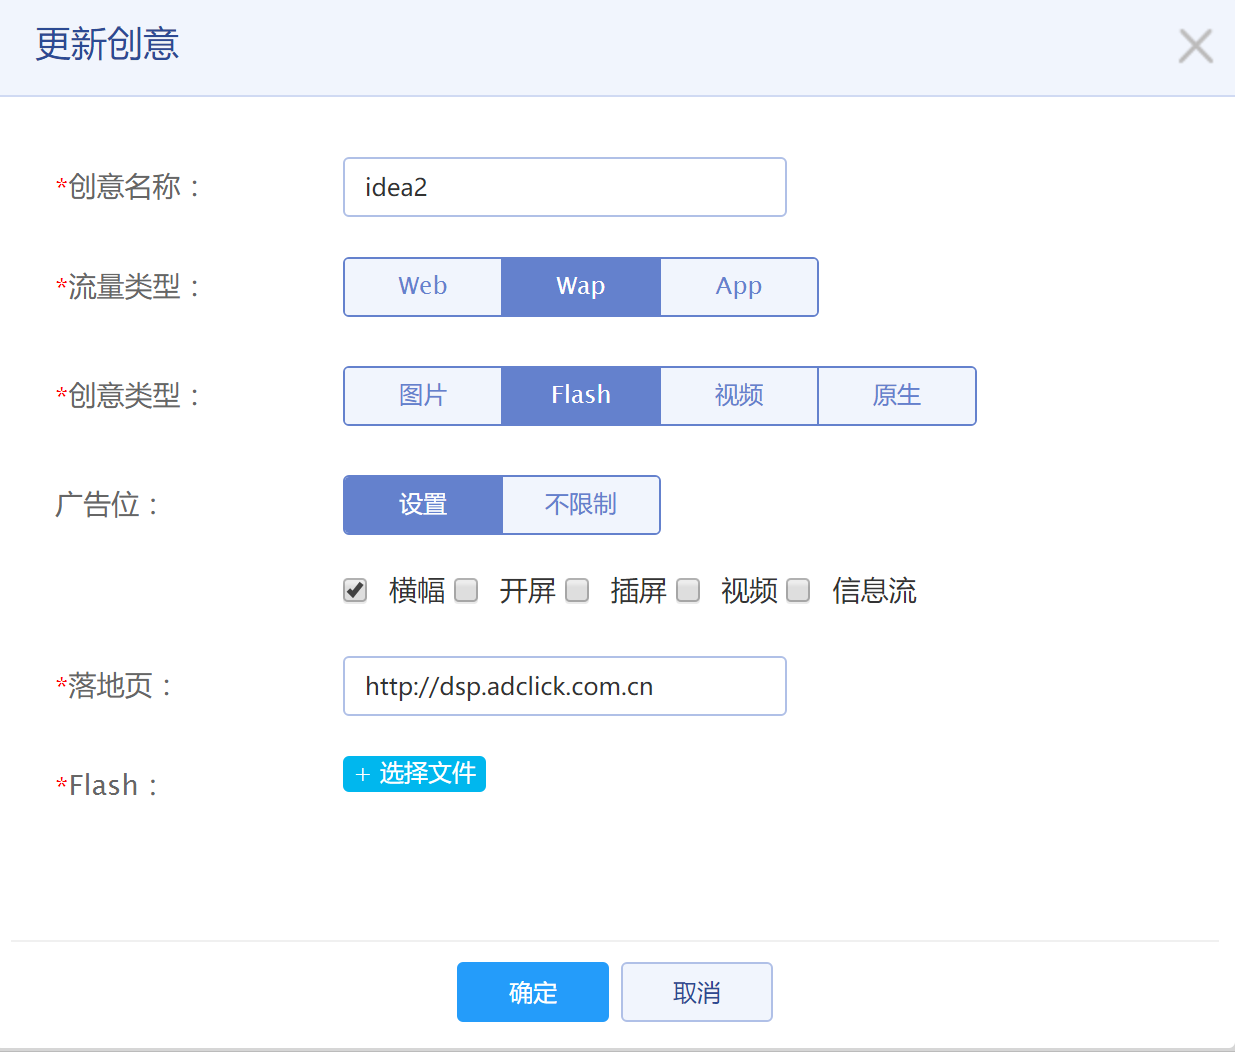 更新创意
*创意名称： idea2
*流量类型： Web Wap App
*创意类型： 图片 Flash 视频 原生
广告位： 设置 不限制
横幅 开屏 插屏 视频 信息流
*落地页： http://dsp.adclick.com.cn
*Flash： + 选择文件
确定 取消